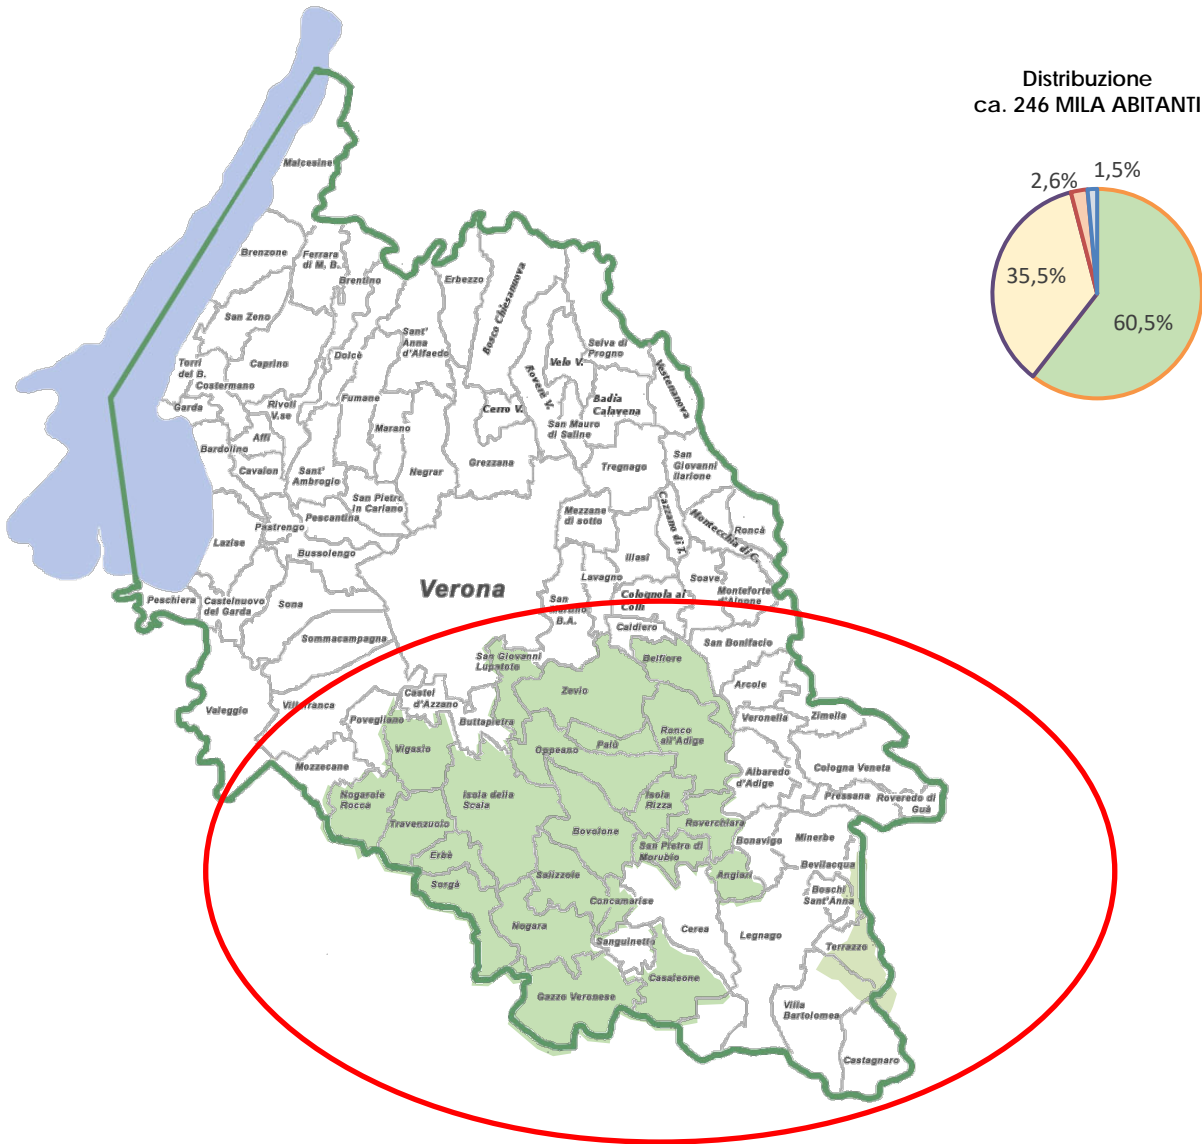 Distribuzione
ca. 246 MILA ABITANTI
1,5%
2,6%
35,5%
60,5%
Malcesine
Brenzone
Ferrara
di M. B.
Brentino
Erbezzo
Bosco Chiesanuova
San Zeno
Sant'
Anna
d'Alfaedo
Selva di
Progno
Velo V.
Vestenanova
Torri
del B.
Caprino
Dolcè
Costermano
Roverè V.
Garda
Rivoli
V.se
Fumane
Cerro V.
Badia
Calavena
Marano
San Mauro
di Saline
Affi
Bardolino
Cavaion
Sant'
Ambrogio
Negrar
Grezzana
Tregnago
San
Giovanni
Ilarione
San Pietro
in Cariano
Pescantina
Pastrengo
Mezzane
di sotto
Cazzano di T.
Montecchia di C.
Roncà
Lazise
Bussolengo
Illasi
Lavagno
Soave
Verona
Colognola ai
Colli
Monteforte
d'Alpone
Peschiera
Castelnuovo
del Garda
Sona
San
Martino
B.A.
Caldiero
Sommacampagna
San Bonifacio
San Giovanni
Lupatoto
Belfiore
Arcole
Zevio
Castel
d'Azzano
Valeggio
Villafranca
Povegliano
Buttapietra
Veronella
Zimella
Vigasio
Oppeano
Palù
Ronco
all'Adige
Mozzecane
Albaredo
d'Adige
Cologna Veneta
Nogarole
Rocca
Isola della
Scala
Isola
Rizza
Pressana
Roveredo di
Guà
Travenzuolo
Bovolone
Roverchiara
Bonavigo
Minerbe
Erbè
San Pietro di
Morubio
Bevilacqua
Sorgà
Salizzole
Angiari
Boschi
Sant'Anna
Concamarise
Nogara
Cerea
Legnago
Sanguinetto
Terrazzo
Casaleone
Gazzo Veronese
Villa
Bartolomea
Castagnaro